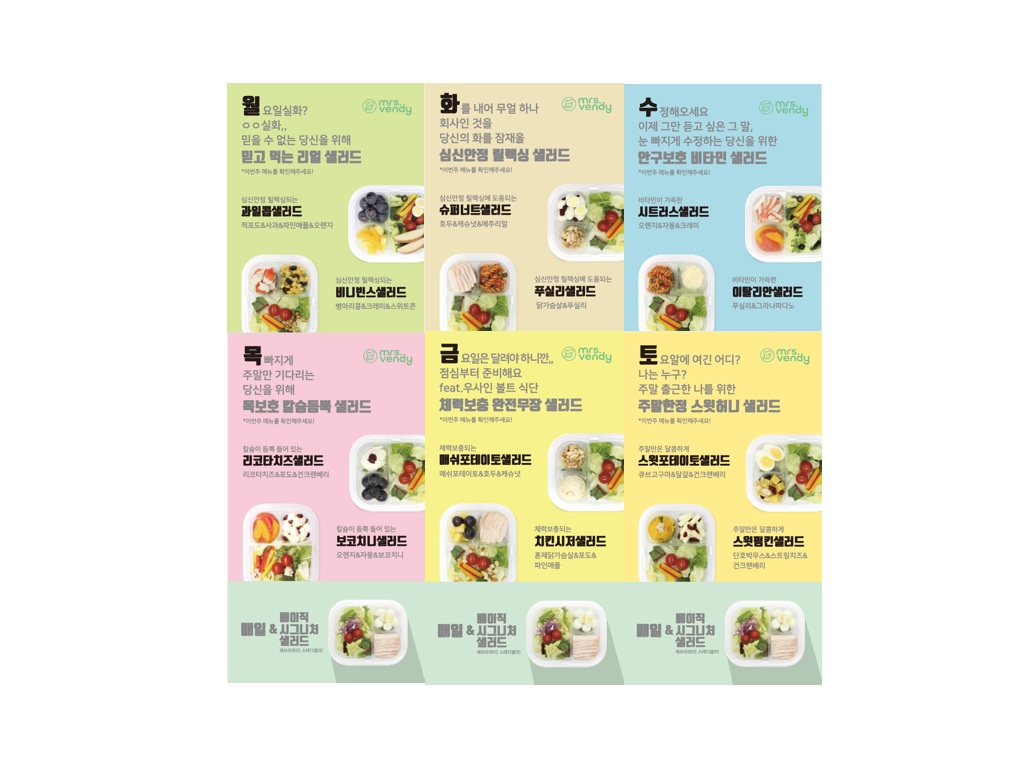 월요일실화?
ㅇㅇ실화,,
믿을 수 없는 당신을 위해
믿고 먹는 리얼 샐러드
*이번주 메뉴를 확인해주세요!
mrs.
vendy
심신안정 릴렉싱되는
과일콥샐러드
적포도&사과&파인애플&오렌지
심신안정 릴렉싱되는
비니빈스샐러드
병아리콩&크래미&스위트콘
화를 내어 무얼 하나
회사인 것을
당신의 화를 잠재울
심신안정 릴렉싱 샐러드
*이번주 메뉴를 확인해주세요!
mrs.
vendy
심신안정 릴렉싱에 도움되는
슈퍼너트샐러드
호두&캐슈넛&메추리알
심신안정 릴렉싱에 도움되는
푸실리샐러드
닭가슴살&푸실리
수정해오세요
이제 그만 듣고 싶은 그 말,
눈 빠지게 수정하는 당신을 위한
안구보호 비타민 샐러드
*이번주 메뉴를 확인해주세요!
mrs.
vendy
비타민이 가득한
시트러스샐러드
오렌지&자몽&크래미
비타민이 가득한
이탈리안샐러드
푸실리&그라나파다노
목빠지게
주말만 기다리는
당신을 위해
목보호 칼슘듬뿍 샐러드
*이번주 메뉴를 확인해주세요!
mrs.
vendy
칼슘이 듬뿍 들어 있는
리코타치즈샐러드
리코타치즈&포도&건크랜베리
칼슘이 듬뿍 들어 있는
보코치니샐러드
오렌지&자몽&보코치니
금요일은 달려야 하니깐,,
점심부터 준비해요
feat.우사인 볼트 식단
체력보충 완전무장 샐러드
*이번주 메뉴를 확인해주세요!
mrs.
vendy
체력보충되는
매쉬포테이토샐러드
매쉬포테이토&호두&캐슈넛
체력보충되는
치킨시저샐러드
훈제닭가슴살&포도&
파인애플
토요알에 여긴 어디?
나는 누구?
주말 출근한 나를 위한
주말한정 스윗허니 샐러드
*이번주 메뉴를 확인해주세요!
mrs.
vendy
주말만은 달콤하게
스윗포테이토샐러드
큐브고구마&달걀&건크랜베리
주말만은 달콤하게
스윗펌킨샐러드
단호박무스&스트링치즈&
건크랜베리
매일 &
베이직
시그니처
샐러드
매일 &
베이직
시그니처
샐러드
매일 &
베이직
시그니처
샐러드